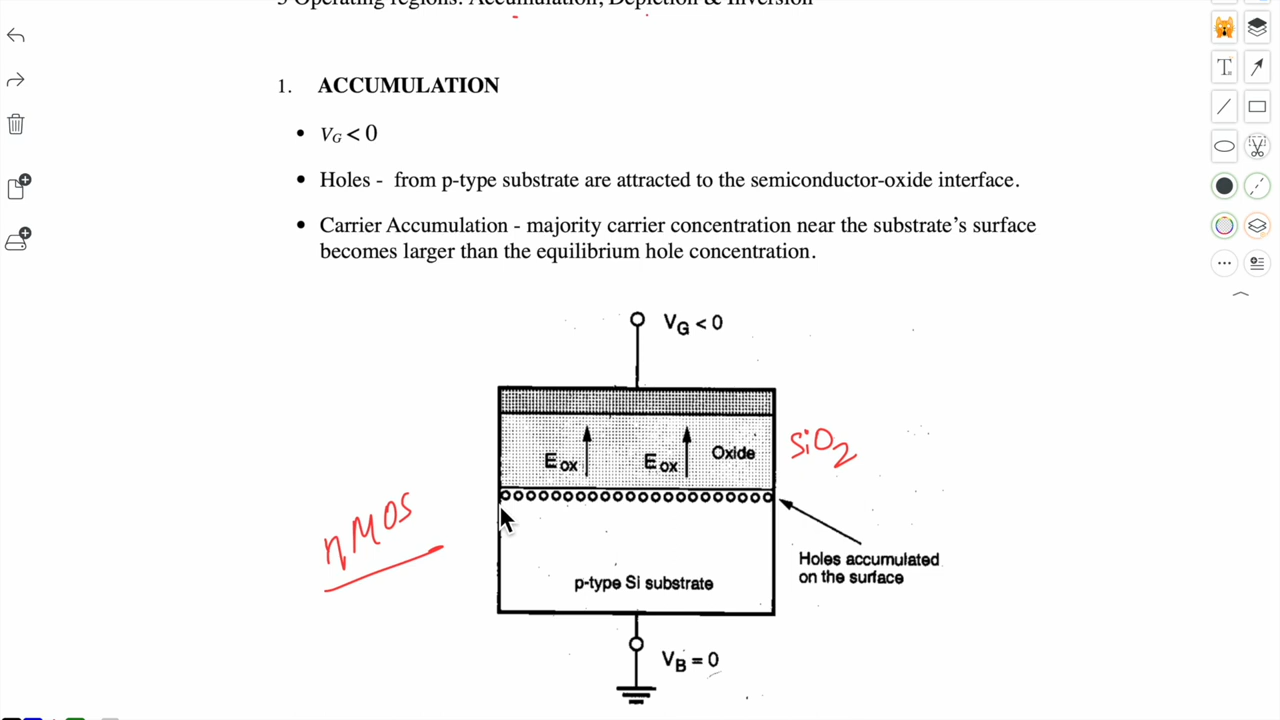 3 Operating regions: Accumulation, Depletion & Inversion
1. ACCUMULATION
• VG < 0
• Holes - from p-type substrate are attracted to the semiconductor-oxide interface.
• Carrier Accumulation - majority carrier concentration near the substrate's surface
becomes larger than the equilibrium hole concentration.
VG < 0
Eox Eox Oxide
SiO2
nMOS
Holes accumulated
on the surface
p-type Si substrate
VB = 0